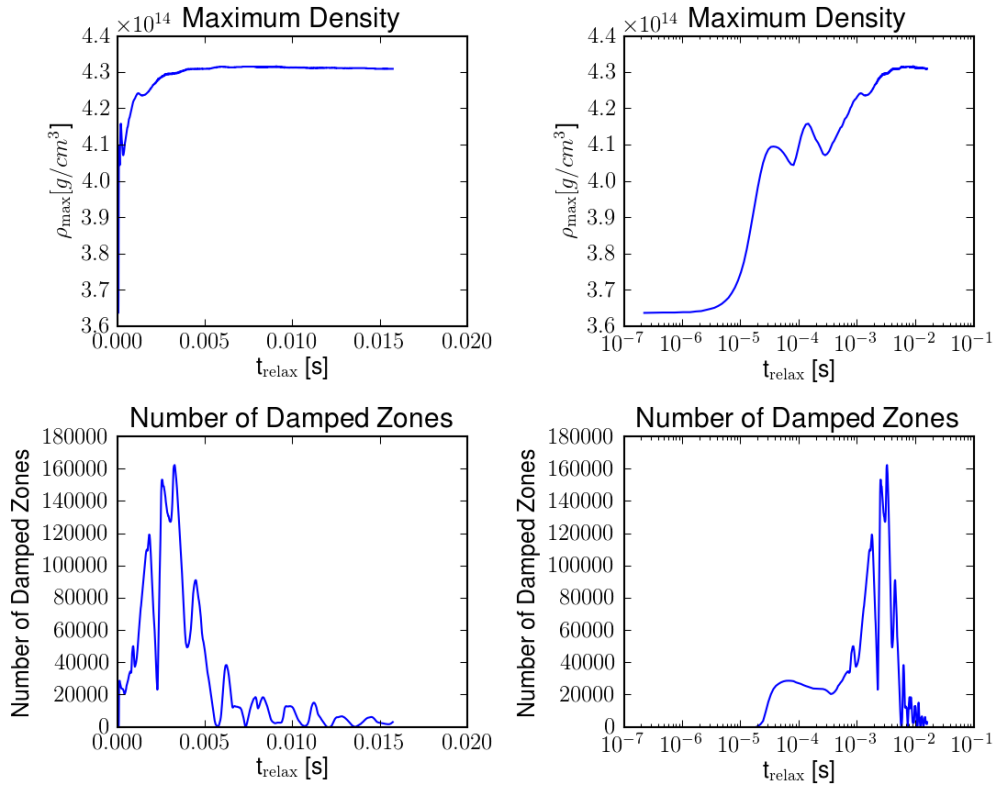 Maximum Density
4.4 ×10^14
4.3
4.2
4.1
4.0
3.9
3.8
3.7
3.6
ρ_max[g/cm^3]
0.000 0.005 0.010 0.015 0.020
t_relax [s]
Maximum Density
4.4 ×10^14
4.3
4.2
4.1
4.0
3.9
3.8
3.7
3.6
ρ_max[g/cm^3]
10^-7 10^-6 10^-5 10^-4 10^-3 10^-2 10^-1
t_relax [s]
Number of Damped Zones
180000
160000
140000
120000
100000
80000
60000
40000
20000
0
Number of Damped Zones
0.000 0.005 0.010 0.015 0.020
t_relax [s]
Number of Damped Zones
180000
160000
140000
120000
100000
80000
60000
40000
20000
0
Number of Damped Zones
10^-7 10^-6 10^-5 10^-4 10^-3 10^-2 10^-1
t_relax [s]